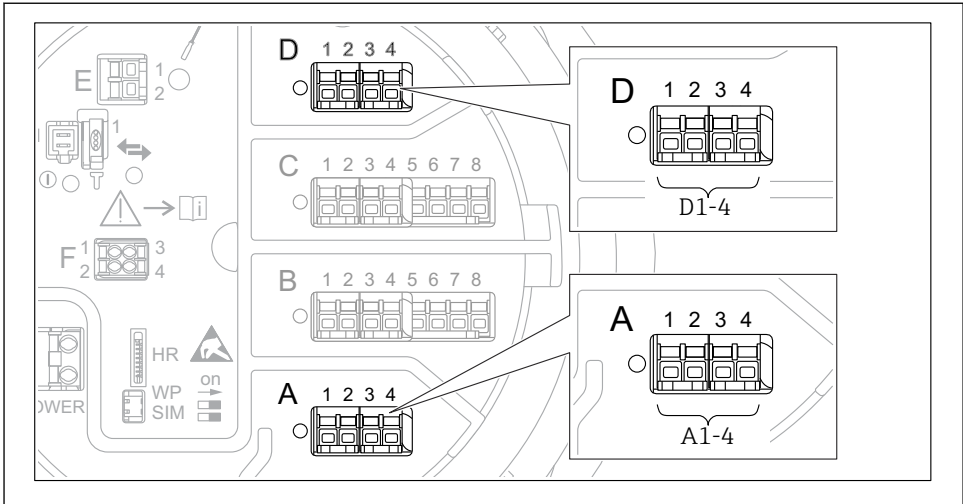 D 1 2 3 4
E 1
2
1
C 1 2 3 4 5 6 7 8
i
F 1 3
2 4
B 1 2 3 4 5 6 7 8
HR
WP on
SIM
OWER
A 1 2 3 4
D 1 2 3 4
D1-4
A 1 2 3 4
A1-4